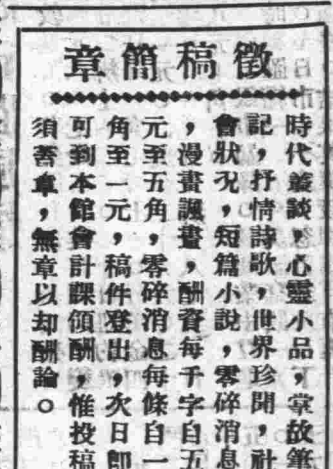 徵稿簡章
時代叢談，心靈小品，掌故筆
記，抒情詩歌，世界珍聞，社
會狀况，短篇小說，零碎消息
，漫畫諷畫，酬資每千字自五
元至五角，零碎消息每條自一
角至一元，稿件登出，次日即
可到本館會計課領酬，惟投稿
須蓋章，無章以却酬論。